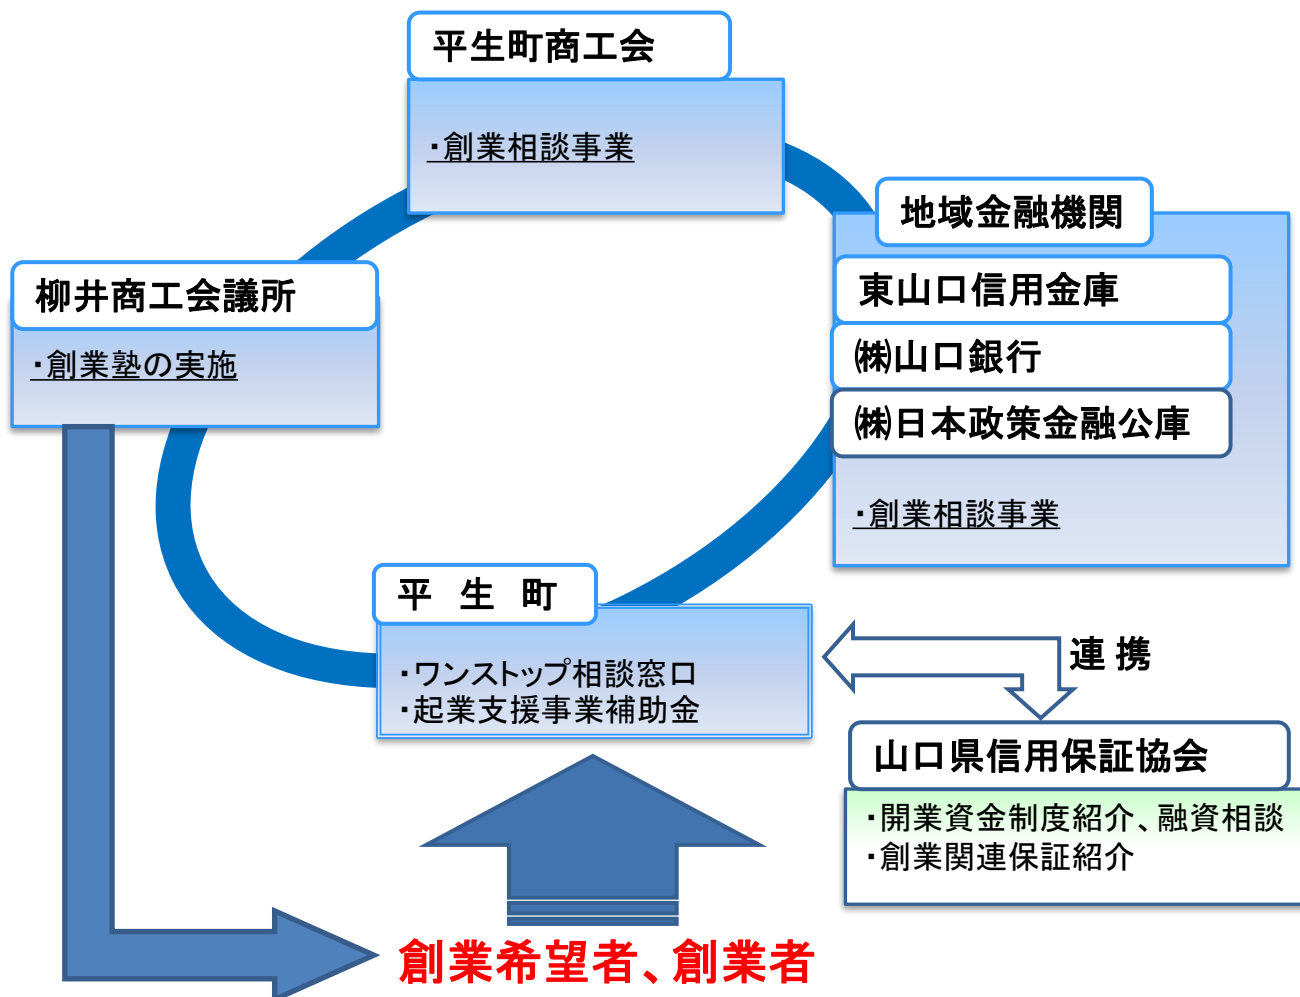 平生町商工会
・創業相談事業
地域金融機関
東山口信用金庫
㈱山口銀行
㈱日本政策金融公庫
・創業相談事業
柳井商工会議所
・創業塾の実施
平 生 町
・ワンストップ相談窓口
・起業支援事業補助金
連 携
山口県信用保証協会
・開業資金制度紹介、融資相談
・創業関連保証紹介
創業希望者、創業者